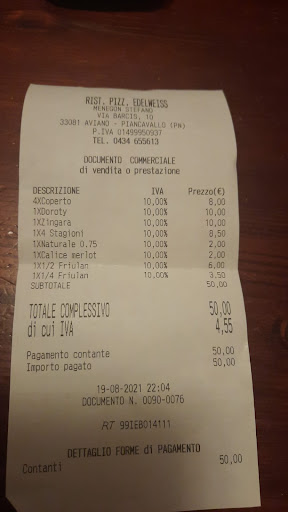 RIST. PIZZ. EDELWEISS
MENEGON STEFANO
VIA BARCIS, 10
33081 AVIANO - PIANCAVALLO (PN)
P.IVA 01499950937
TEL. 0434 655613
DOCUMENTO COMMERCIALE
di vendita o prestazione
DESCRIZIONE IVA Prezzo(€)
4XCoperto 10,00% 8,00
1XDoroty 10,00% 10,00
1XZingara 10,00% 10,00
1X4 Stagioni 10,00% 8,50
1XNaturale 0.75 10,00% 2,00
1XCalice merlot 10,00% 2,00
1X1/2 Friulan 10,00% 6,00
1X1/4 Friulan 10,00% 3,50
SUBTOTALE 50,00
TOTALE COMPLESSIVO 50,00
di cui IVA 4,55
Pagamento contante 50,00
Importo pagato 50,00
19-08-2021 22:04
DOCUMENTO N. 0090-0076
RT 99IEB014111
DETTAGLIO FORME di PAGAMENTO
Contanti 50,00